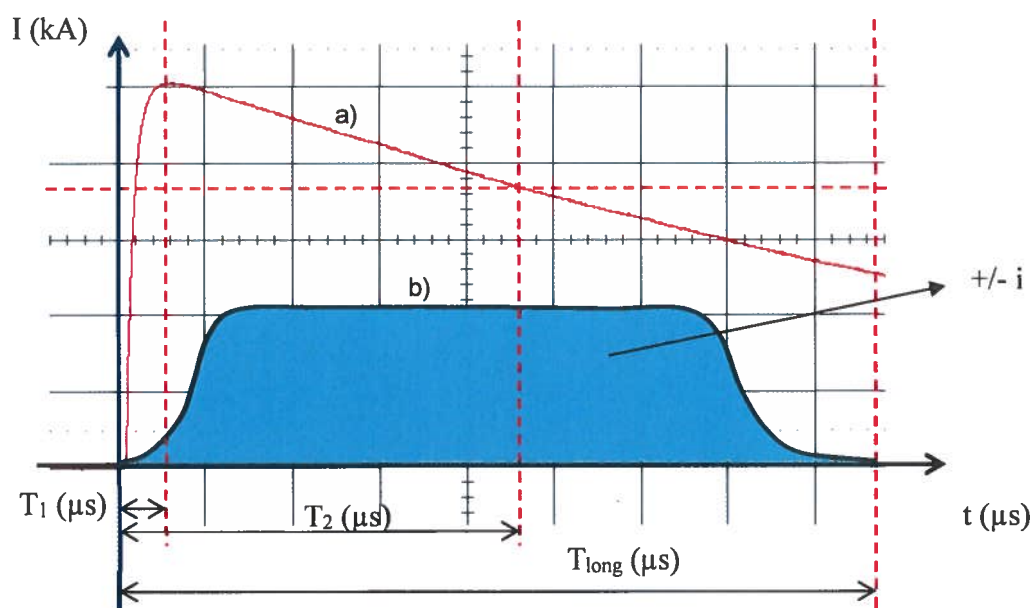 I (kA)
a)
b)
+/- i
T1 (µs)
T2 (µs)
t (µs)
Tlong (µs)